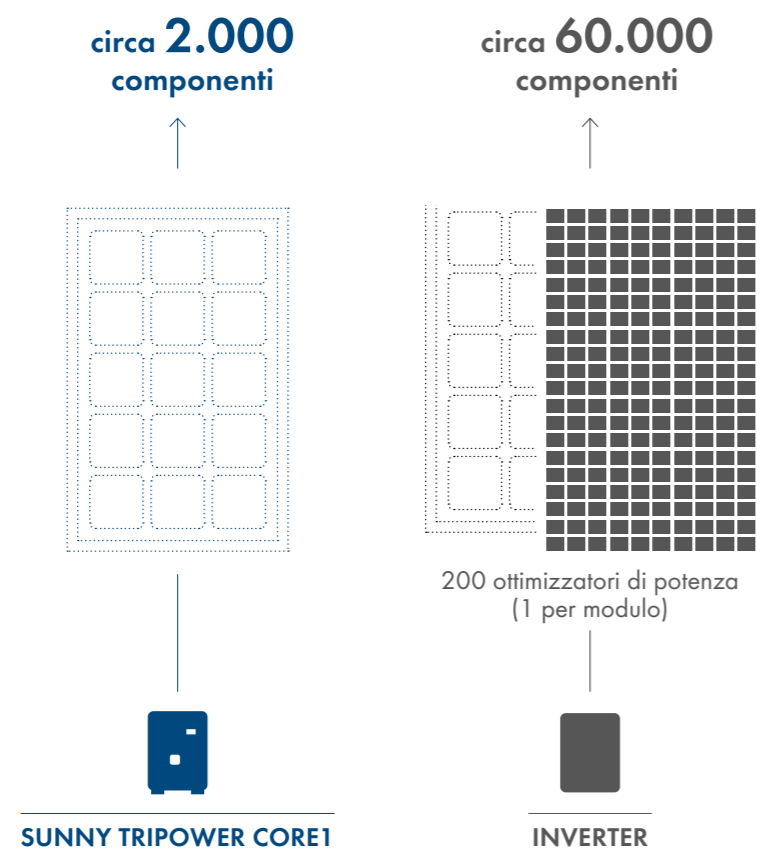 circa 2.000
componenti
circa 60.000
componenti
200 ottimizzatori di potenza
(1 per modulo)
SUNNY TRIPOWER CORE1
INVERTER